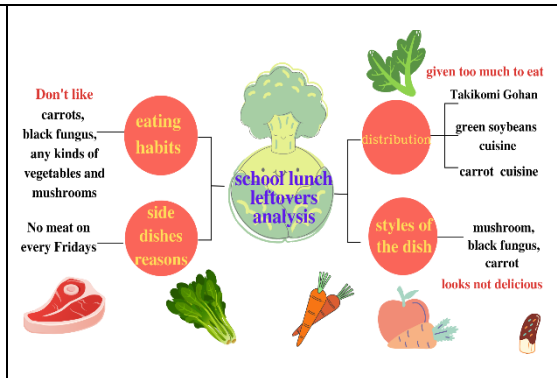 Don't like
carrots,
black fungus,
any kinds of
vegetables and
mushrooms
eating
habits
No meat on
every Fridays
side
dishes
reasons
school lunch
leftovers
analysis
given too much to eat
distribution
Takikomi Gohan
green soybeans
cuisine
carrot cuisine
styles of
the dish
mushroom,
black fungus,
carrot
looks not delicious